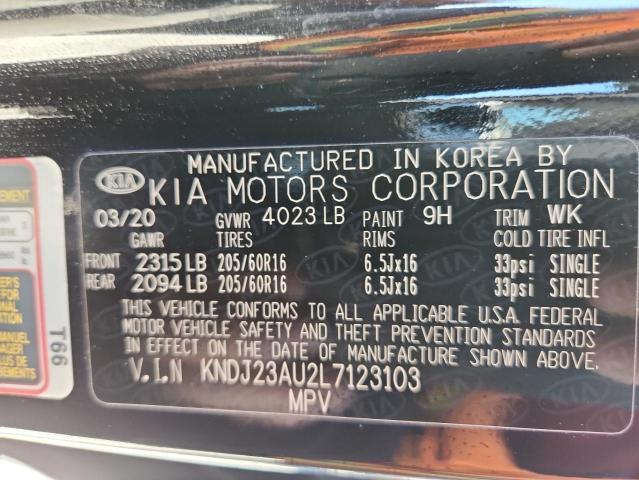 MANUFACTURED IN KOREA BY
KIA KIA MOTORS CORPORATION
03/20 GVWR 4023 LB PAINT 9H TRIM WK
GAWR TIRES RIMS COLD TIRE INFL
FRONT 2315 LB 205/60R16 6.5Jx16 33psi SINGLE
REAR 2094 LB 205/60R16 6.5Jx16 33psi SINGLE
THIS VEHICLE CONFORMS TO ALL APPLICABLE U.S.A. FEDERAL
MOTOR VEHICLE SAFETY AND THEFT PREVENTION STANDARDS
IN EFFECT ON THE DATE OF MANUFACTURE SHOWN ABOVE.
V.I.N KNDJ23AU2L7123103
MPV
T66